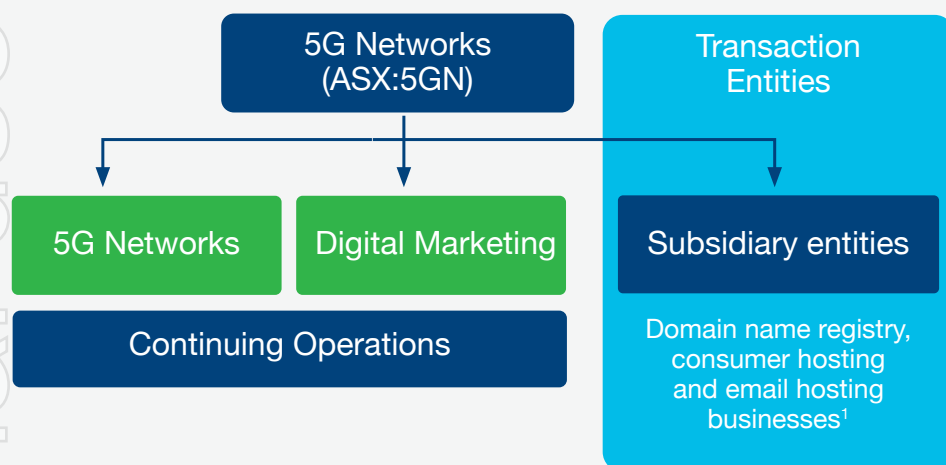 5G Networks
(ASX:5GN)
Transaction
Entities
5G Networks
Digital Marketing
Subsidiary entities
Continuing Operations
Domain name registry,
consumer hosting
and email hosting
businesses¹